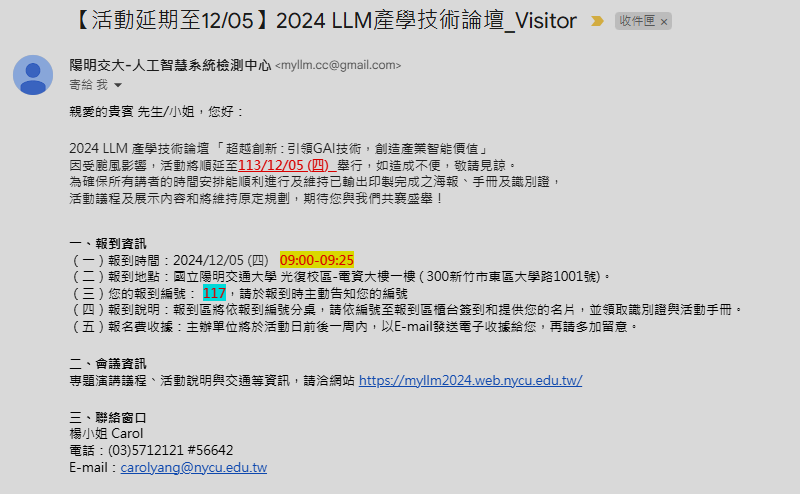 【活動延期至12/05】2024 LLM產學技術論壇_Visitor
收件匣 ×
陽明交大-人工智慧系統檢測中心 <myllm.cc@gmail.com>
寄給 我
親愛的貴賓 先生/小姐，您好：
2024 LLM 產學技術論壇「 超越創新 : 引領GAI技術，創造產業智能價值」
因受颱風影響，活動將順延至113/12/05 (四) 舉行，如造成不便，敬請見諒。
為確保所有講者的時間安排能順利進行及維持已輸出印製完成之海報、手冊及識別證，
活動議程及展示內容和將維持原定規劃，期待您與我們共襄盛舉！
一、報到資訊
（一）報到時間：2024/12/05 (四) 09:00-09:25
（二）報到地點：國立陽明交通大學 光復校區-電資大樓一樓 ( 300新竹市東區大學路1001號)。
（三）您的報到編號： 117，請於報到時主動告知您的編號
（四）報到說明：報到區將依報到編號分桌，請依編號至報到區櫃台簽到和提供您的名片，並領取識別證與活動手冊。
（五）報名費收據：主辦單位將於活動日前後一周內，以E-mail發送電子收據給您，再請多加留意。
二、會議資訊
專題演講議程、活動說明與交通等資訊，請洽網站 https://myllm2024.web.nycu.edu.tw/
三、聯絡窗口
楊小姐 Carol
電話：(03)5712121 #56642
E-mail：carolyang@nycu.edu.tw